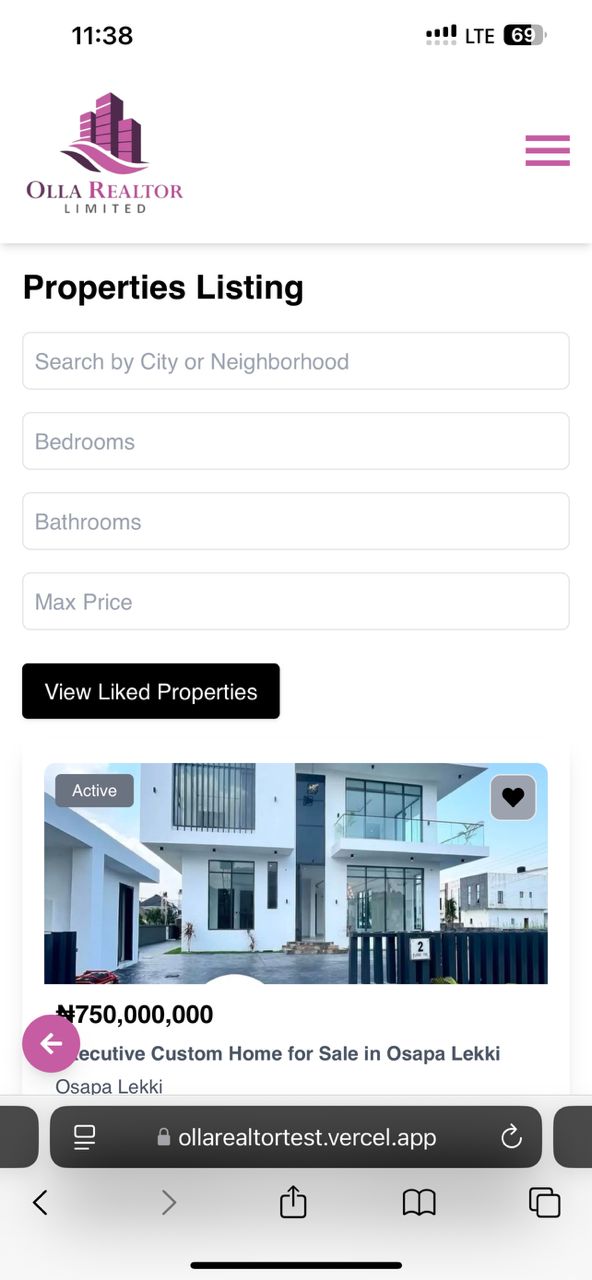 11:38
LTE
69
OLLA REALTOR
LIMITED
Properties Listing
Search by City or Neighborhood
Bedrooms
Bathrooms
Max Price
View Liked Properties
Active
2
₦750,000,000
ecutive Custom Home for Sale in Osapa Lekki
Osapa Lekki
ollarealtortest.vercel.app